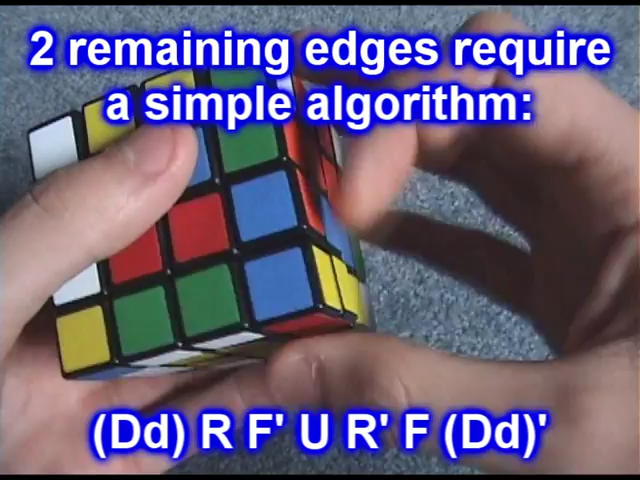 2 remaining edges require
a simple algorithm:
(Dd) R F' U R' F (Dd)'